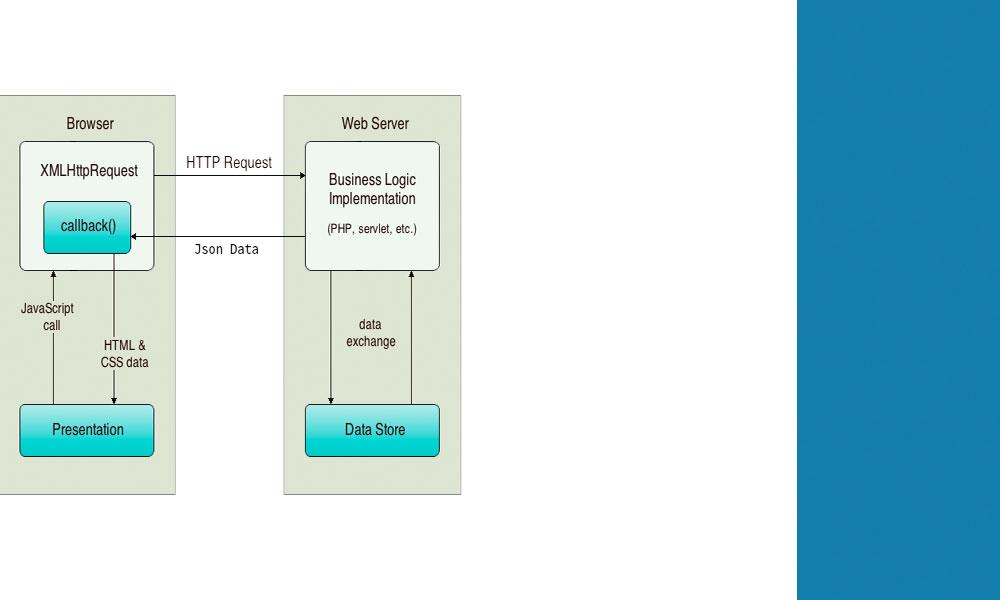 Browser
XMLHttpRequest
callback()
HTTP Request
Json Data
JavaScript
call
HTML &
CSS data
Presentation
Web Server
Business Logic
Implementation
(PHP, servlet, etc.)
data
exchange
Data Store